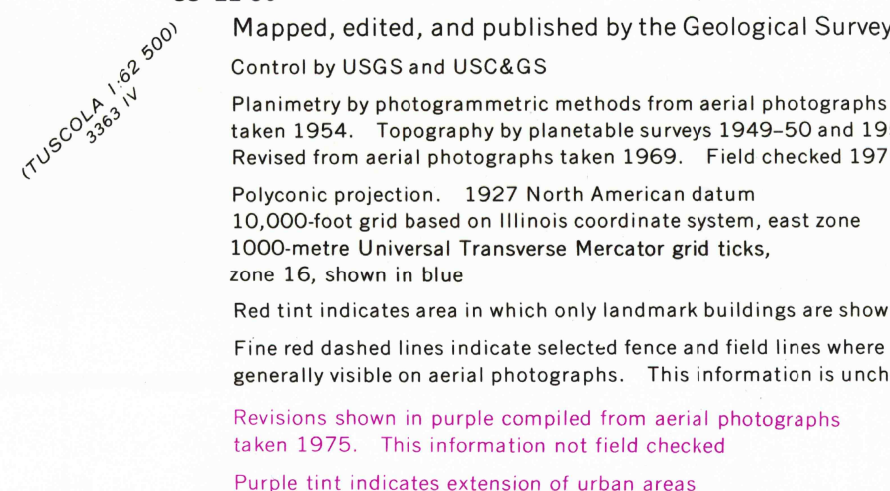 (TUSCOLA 1:62 500)
3363 IV
Mapped, edited, and published by the Geological Survey
Control by USGS and USC&GS
Planimetry by photogrammetric methods from aerial photographs
taken 1954. Topography by planetable surveys 1949–50 and 19
Revised from aerial photographs taken 1969. Field checked 197
Polyconic projection. 1927 North American datum
10,000-foot grid based on Illinois coordinate system, east zone
1000-metre Universal Transverse Mercator grid ticks,
zone 16, shown in blue
Red tint indicates area in which only landmark buildings are show
Fine red dashed lines indicate selected fence and field lines where
generally visible on aerial photographs. This information is unch
Revisions shown in purple compiled from aerial photographs
taken 1975. This information not field checked
Purple tint indicates extension of urban areas